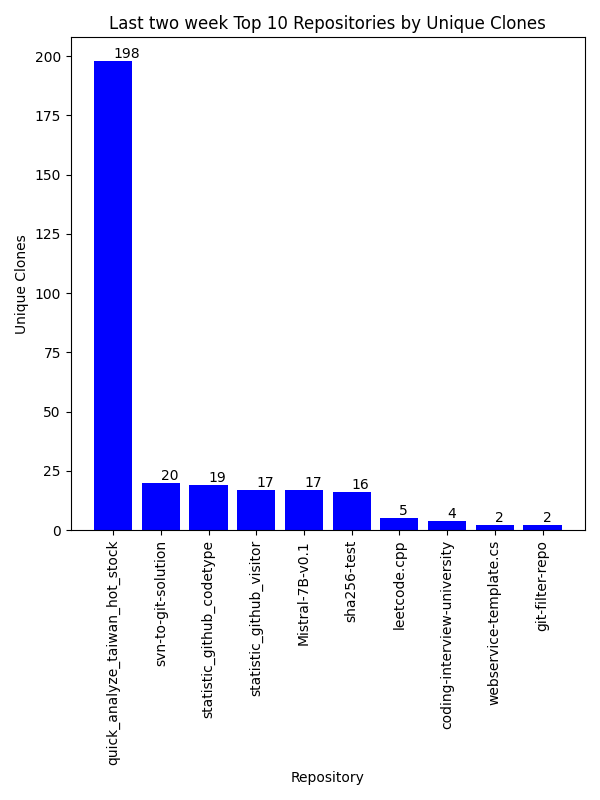 Last two week Top 10 Repositories by Unique Clones
Unique Clones
200
175
150
125
100
75
50
25
0
198
20
19
17
17
16
5
4
2
2
quick_analyze_taiwan_hot_stock
svn-to-git-solution
statistic_github_codetype
statistic_github_visitor
Mistral-7B-v0.1
sha256-test
leetcode.cpp
coding-interview-university
webservice-template.cs
git-filter-repo
Repository